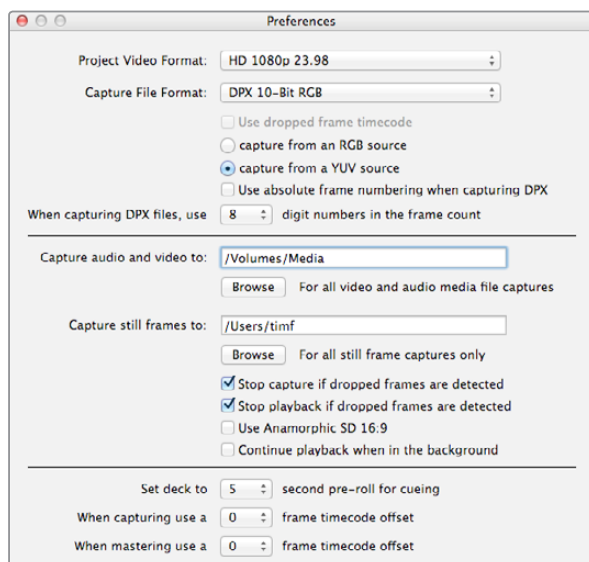 Preferences
Project Video Format: HD 1080p 23.98
Capture File Format: DPX 10-Bit RGB
Use dropped frame timecode
capture from an RGB source
capture from a YUV source
Use absolute frame numbering when capturing DPX
When capturing DPX files, use 8 digit numbers in the frame count
Capture audio and video to: /Volumes/Media
Browse For all video and audio media file captures
Capture still frames to: /Users/timf
Browse For all still frame captures only
Stop capture if dropped frames are detected
Stop playback if dropped frames are detected
Use Anamorphic SD 16:9
Continue playback when in the background
Set deck to 5 second pre-roll for cueing
When capturing use a 0 frame timecode offset
When mastering use a 0 frame timecode offset